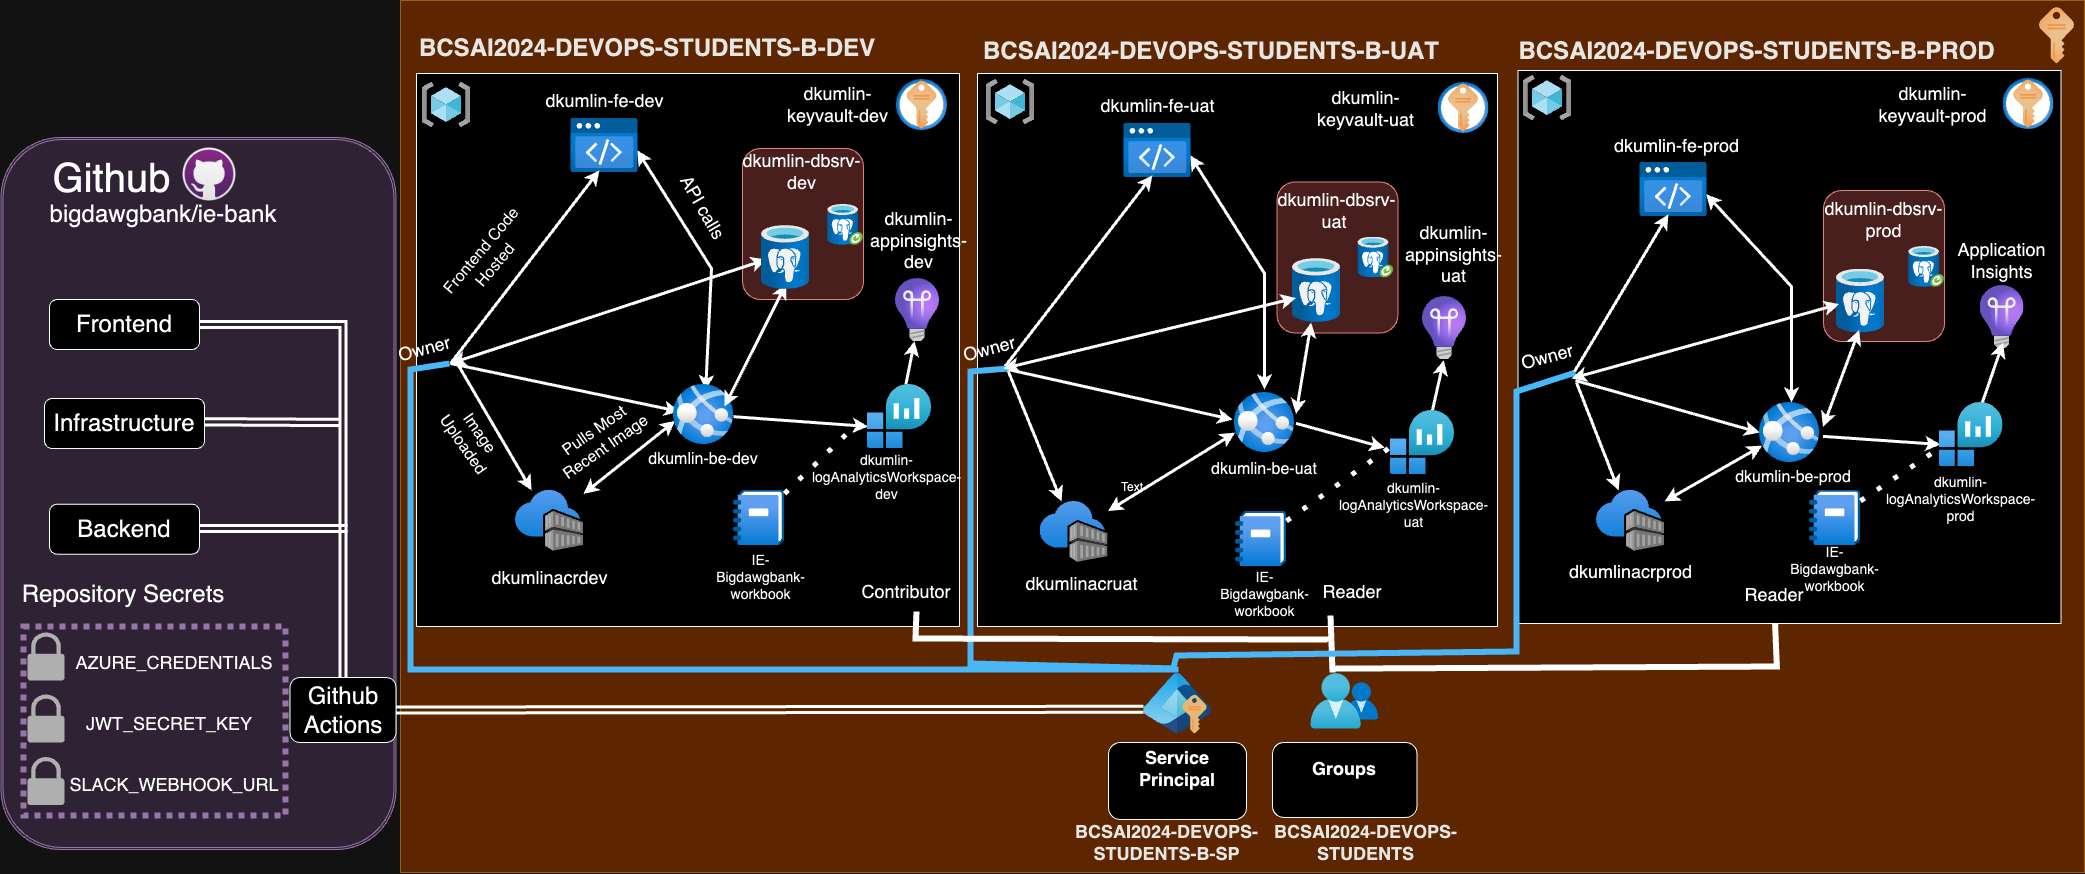 Github
bigdawgbank/ie-bank
Frontend
Infrastructure
Backend
Repository Secrets
AZURE_CREDENTIALS
JWT_SECRET_KEY
SLACK_WEBHOOK_URL
Github
Actions
BCSAI2024-DEVOPS-STUDENTS-B-DEV
dkumlin-fe-dev
dkumlin-
keyvault-dev
dkumlin-dbsrv-
dev
API calls
Frontend Code
Hosted
dkumlin-
appinsights-
dev
Owner
Image
Uploaded
Pulls Most
Recent Image
dkumlin-be-dev
dkumlin-
logAnalyticsWorkspace-
dev
dkumlinacrdev
IE-
Bigdawgbank-
workbook
Contributor
BCSAI2024-DEVOPS-STUDENTS-B-UAT
dkumlin-fe-uat
dkumlin-
keyvault-uat
dkumlin-dbsrv-
uat
dkumlin-
appinsights-
uat
Owner
dkumlin-be-uat
Text
dkumlin-
logAnalyticsWorkspace-
uat
dkumlinacruat
IE-
Bigdawgbank-
workbook
Reader
BCSAI2024-DEVOPS-STUDENTS-B-PROD
dkumlin-fe-prod
dkumlin-
keyvault-prod
dkumlin-dbsrv-
prod
Application
Insights
Owner
dkumlin-be-prod
dkumlin-
logAnalyticsWorkspace-
prod
dkumlinacrprod
IE-
Bigdawgbank-
workbook
Reader
Service
Principal
BCSAI2024-DEVOPS-
STUDENTS-B-SP
Groups
BCSAI2024-DEVOPS-
STUDENTS